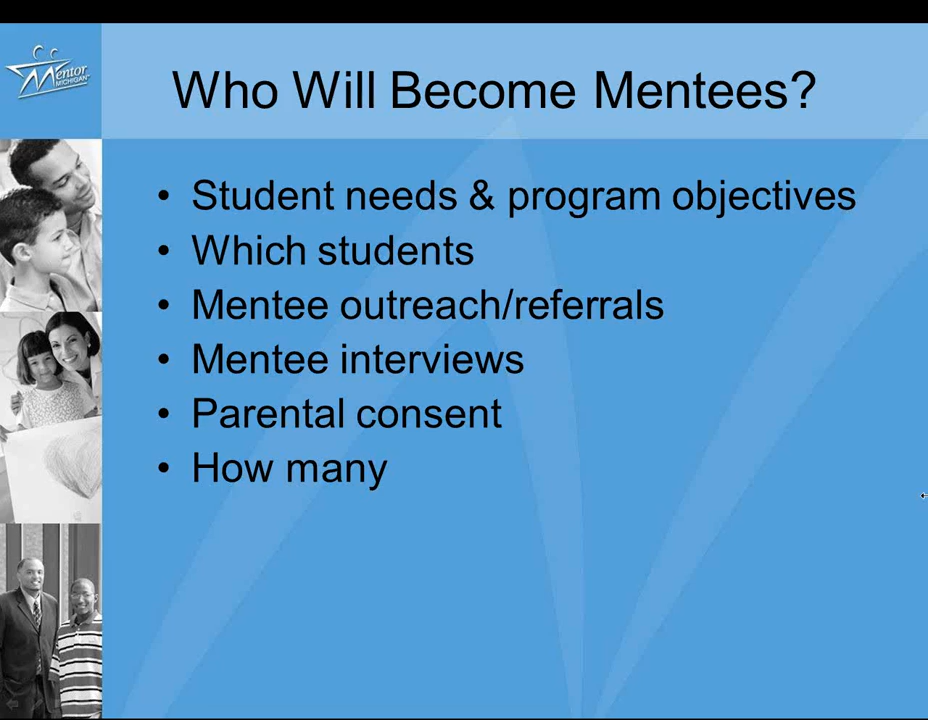 Mentor
MICHIGAN
Who Will Become Mentees?
• Student needs & program objectives
• Which students
• Mentee outreach/referrals
• Mentee interviews
• Parental consent
• How many